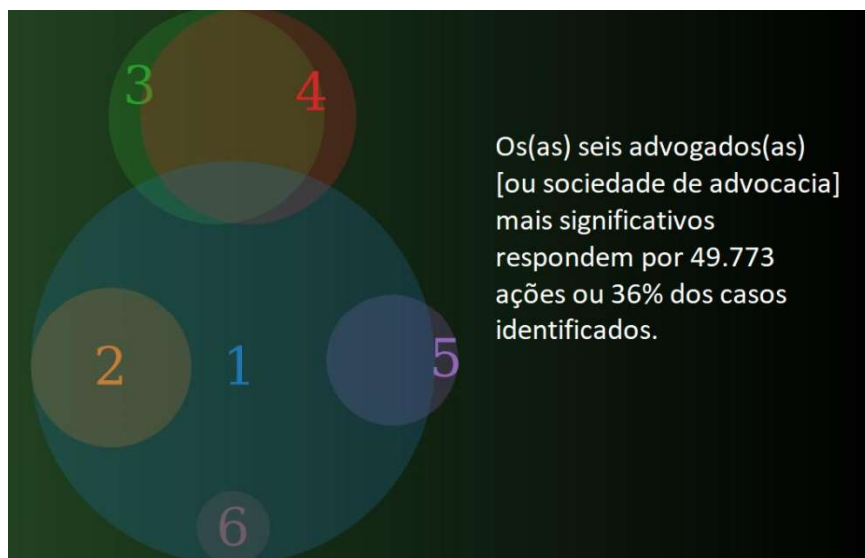 3
4
Os(as) seis advogados(as)
[ou sociedade de advocacia]
mais significativos
respondem por 49.773
ações ou 36% dos casos
identificados.
2
1
5
6